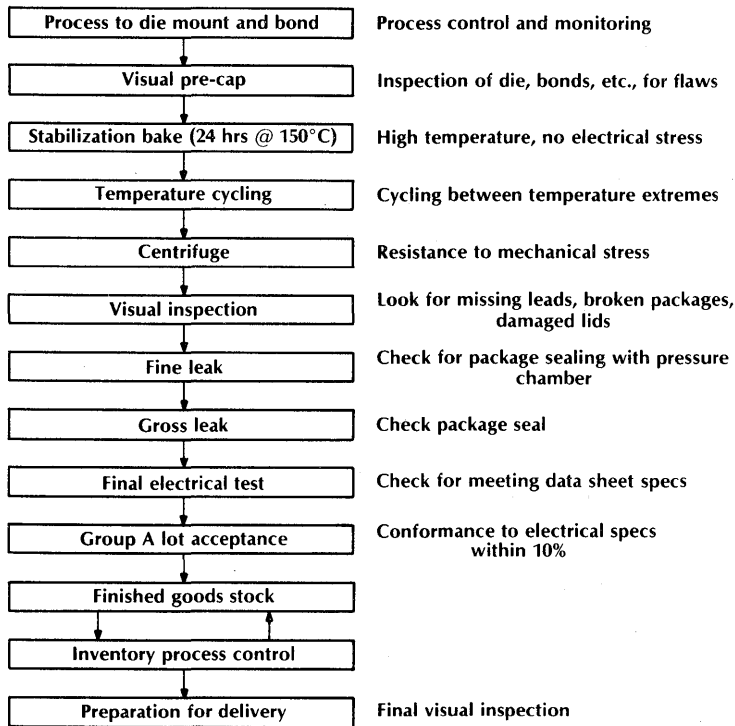 Process to die mount and bond
Process control and monitoring
Visual pre-cap
Inspection of die, bonds, etc., for flaws
Stabilization bake (24 hrs @ 150°C)
High temperature, no electrical stress
Temperature cycling
Cycling between temperature extremes
Centrifuge
Resistance to mechanical stress
Visual inspection
Look for missing leads, broken packages,
damaged lids
Fine leak
Check for package sealing with pressure
chamber
Gross leak
Check package seal
Final electrical test
Check for meeting data sheet specs
Group A lot acceptance
Conformance to electrical specs
within 10%
Finished goods stock
Inventory process control
Preparation for delivery
Final visual inspection